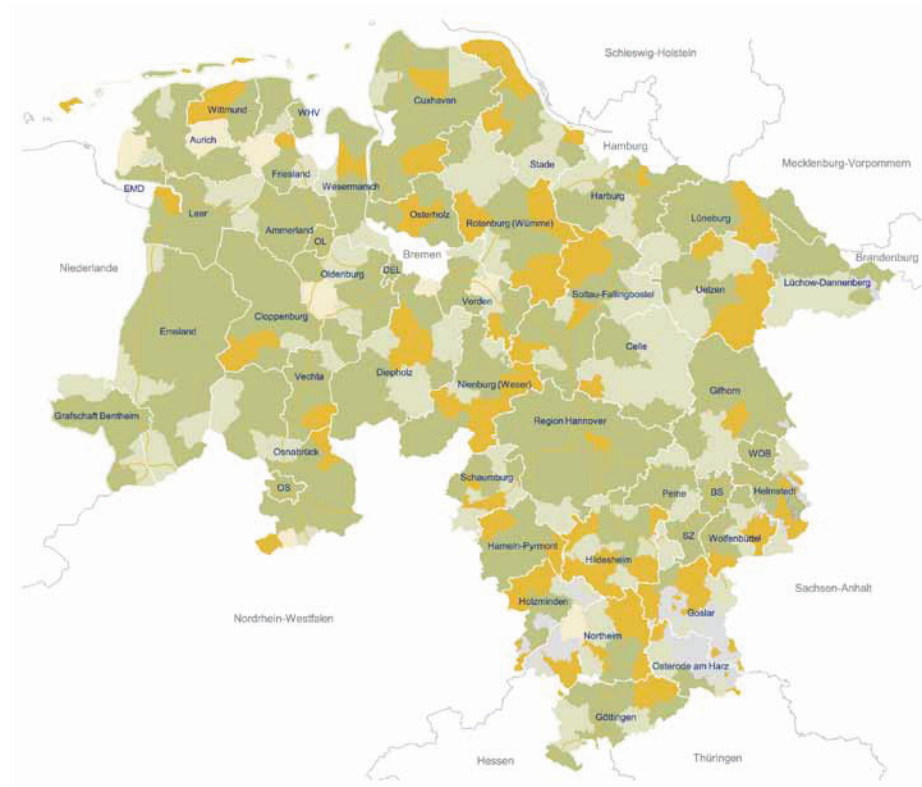 Schleswig-Holstein
Cuxhaven
Wittmund
WHV
Aurich
Hamburg
Stade
Mecklenburg-Vorpommern
Friesland
Wesermarsch
EMD
Harburg
Leer
Osterholz
Rotenburg (Wümme)
Lüneburg
Ammerland
OL
Bremen
Brandenburg
Niederlande
Oldenburg
DEL
Lüchow-Dannenberg
Uelzen
Soltau-Fallingbostel
Verden
Cloppenburg
Emsland
Celle
Diepholz
Vechta
Nienburg (Weser)
Gifhorn
Grafschaft Bentheim
Region Hannover
Osnabrück
WOB
Schaumburg
OS
Peine
BS
Helmstedt
SZ
Wolfenbüttel
Hameln-Pyrmont
Hildesheim
Sachsen-Anhalt
Holzminden
Goslar
Nordrhein-Westfalen
Northeim
Osterode am Harz
Göttingen
Hessen
Thüringen